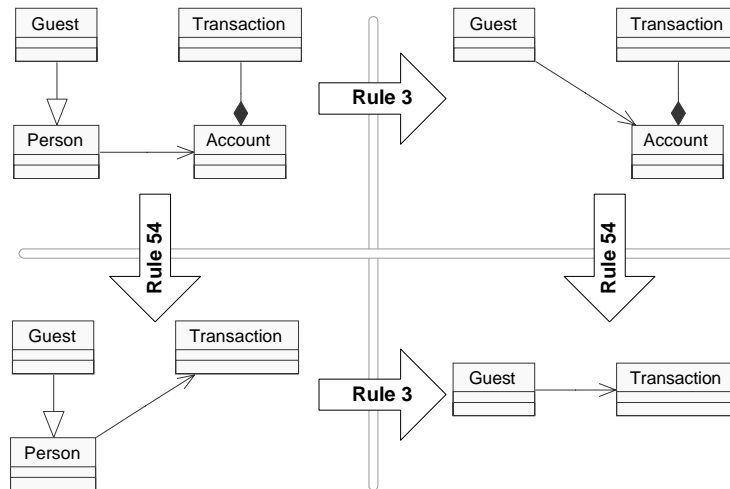 Guest
Transaction
Person
Account
Rule 3
Guest
Transaction
Account
Rule 54
Rule 54
Guest
Transaction
Person
Rule 3
Guest
Transaction